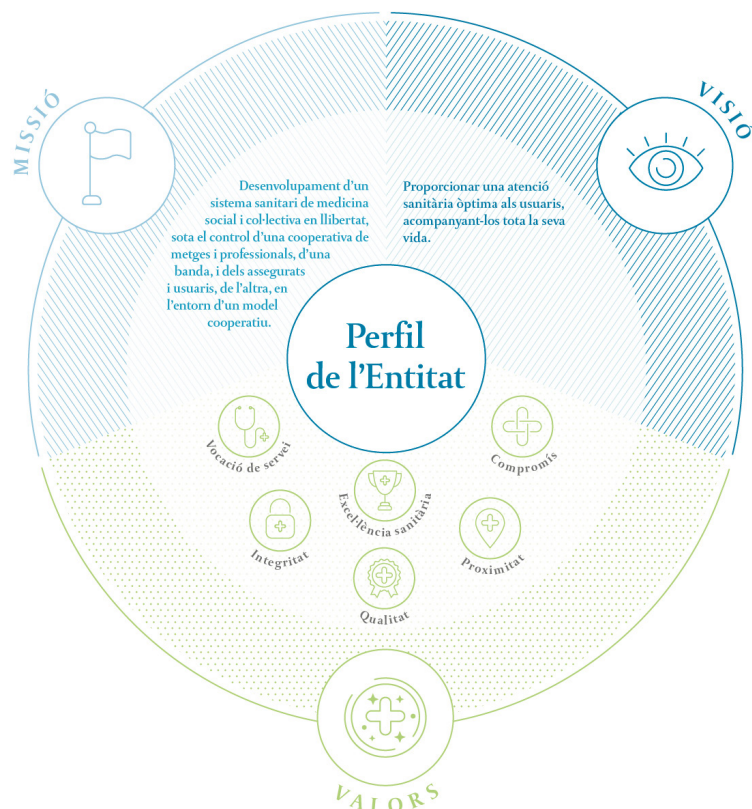 MISSIÓ
VISIÓ
Desenvolupament d’un
sistema sanitari de medicina
social i col·lectiva en llibertat,
sota el control d’una cooperativa de
metges i professionals, d’una
banda, i dels assegurats
i usuaris, de l’altra, en
l’entorn d’un model
cooperatiu.
Proporcionar una atenció
sanitària òptima als usuaris,
acompanyant-los tota la seva
vida.
Perfil
de l’Entitat
Vocació de servei
Excel·lència sanitària
Compromís
Integritat
Proximitat
Qualitat
VALORS